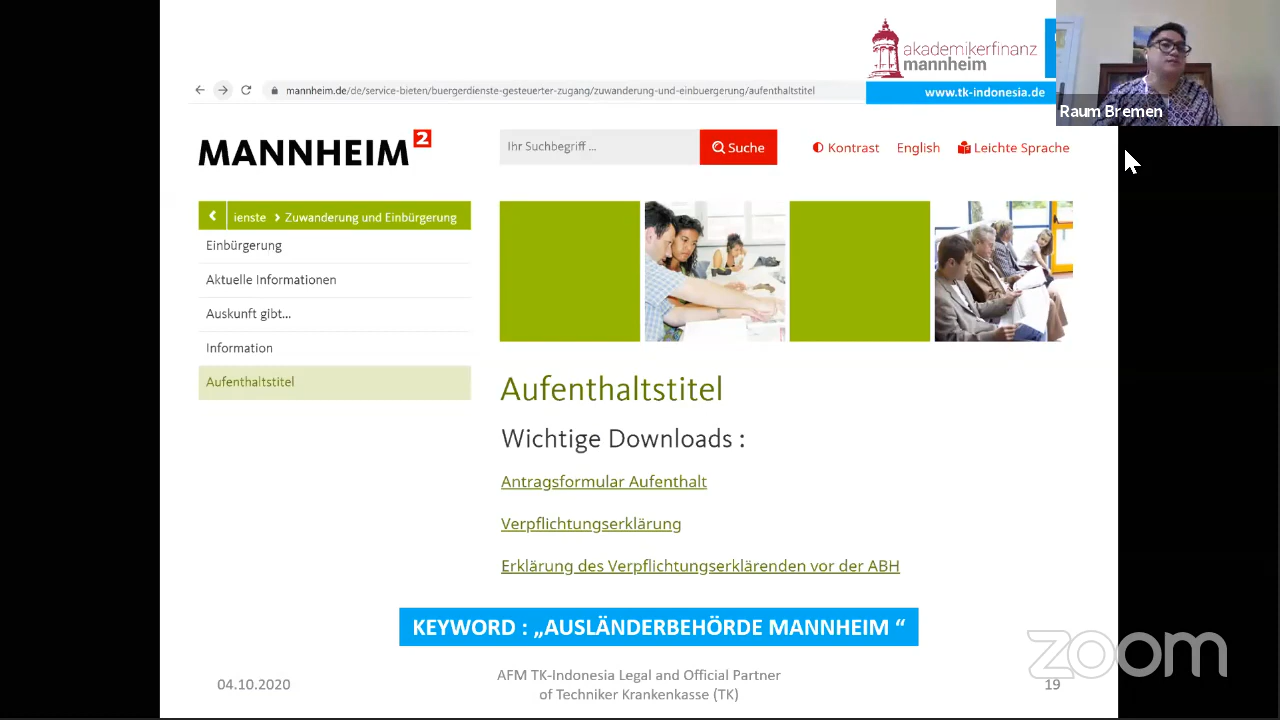 akademikerfinanz
mannheim
www.tk-indonesia.de
Raum Bremen
mannheim.de/de/service-bieten/buergerdienste-gesteuerter-zugang/zuwanderung-und-einbuergerung/aufenthaltstitel
MANNHEIM 2
Ihr Suchbegriff ...
Suche
Kontrast
English
Leichte Sprache
ienste > Zuwanderung und Einbürgerung
Einbürgerung
Aktuelle Informationen
Auskunft gibt...
Information
Aufenthaltstitel
Aufenthaltstitel
Wichtige Downloads :
Antragsformular Aufenthalt
Verpflichtungserklärung
Erklärung des Verpflichtungserklärenden vor der ABH
KEYWORD : „AUSLÄNDERBEHÖRDE MANNHEIM “
04.10.2020
AFM TK-Indonesia Legal and Official Partner
of Techniker Krankenkasse (TK)
19
zoom